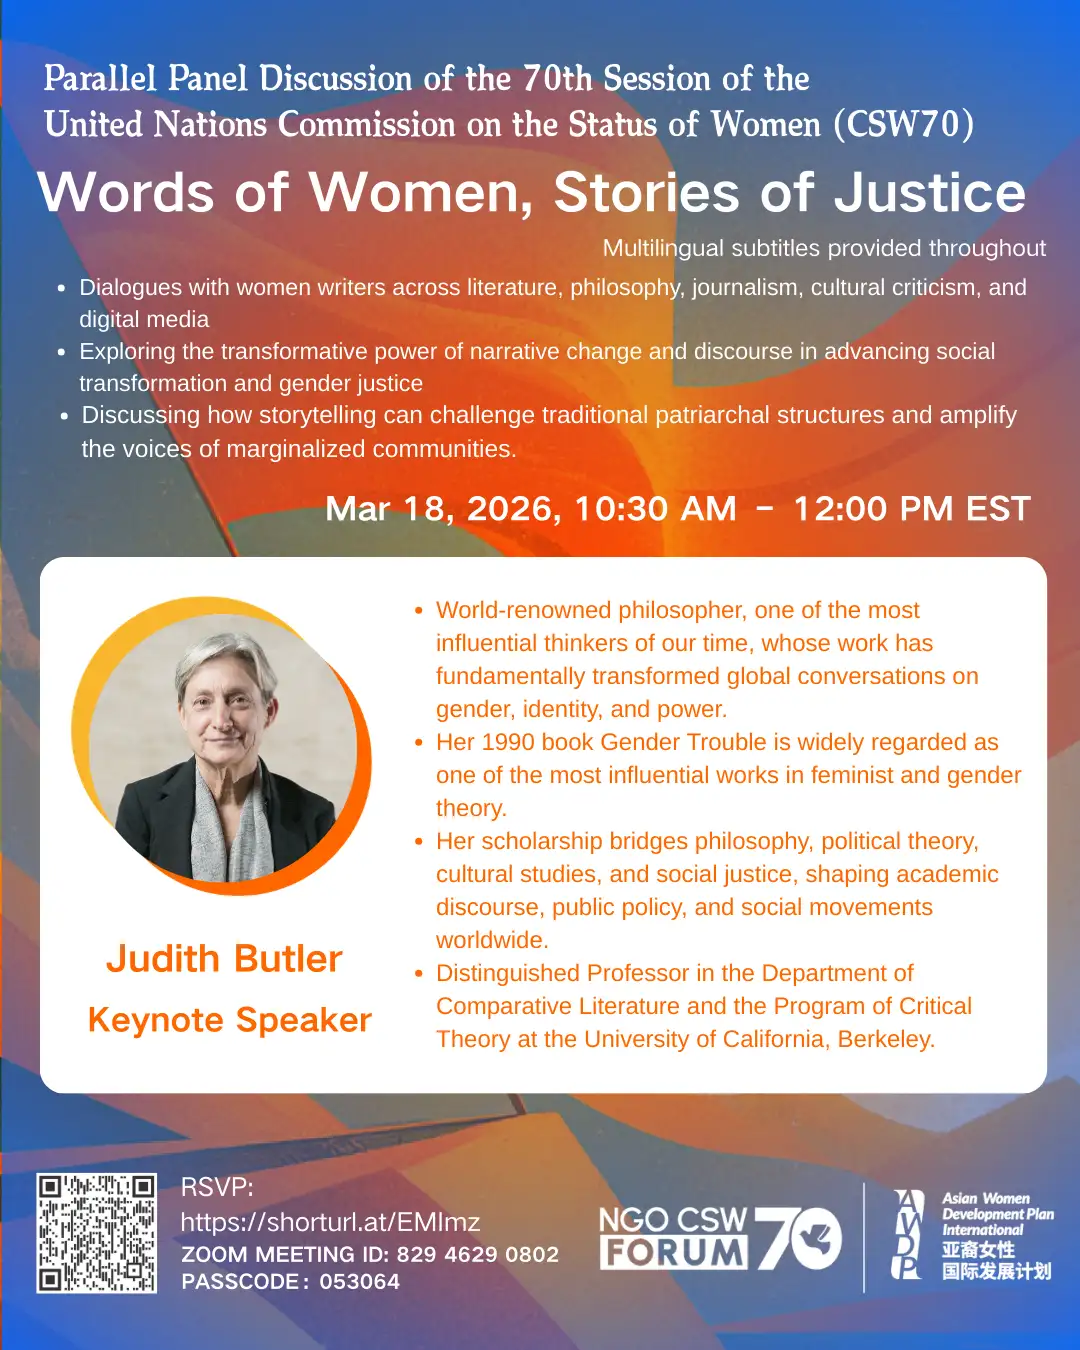 Parallel Panel Discussion of the 70th Session of the
United Nations Commission on the Status of Women (CSW70)
Words of Women, Stories of Justice
Multilingual subtitles provided throughout
• Dialogues with women writers across literature, philosophy, journalism, cultural criticism, and
digital media
• Exploring the transformative power of narrative change and discourse in advancing social
transformation and gender justice
• Discussing how storytelling can challenge traditional patriarchal structures and amplify
the voices of marginalized communities.
Mar 18, 2026, 10:30 AM – 12:00 PM EST
• World-renowned philosopher, one of the most
influential thinkers of our time, whose work has
fundamentally transformed global conversations on
gender, identity, and power.
• Her 1990 book Gender Trouble is widely regarded as
one of the most influential works in feminist and gender
theory.
• Her scholarship bridges philosophy, political theory,
cultural studies, and social justice, shaping academic
discourse, public policy, and social movements
worldwide.
• Distinguished Professor in the Department of
Comparative Literature and the Program of Critical
Theory at the University of California, Berkeley.
Judith Butler
Keynote Speaker
RSVP:
https://shorturl.at/EMImz
ZOOM MEETING ID: 829 4629 0802
PASSCODE: 053064
NGO CSW
FORUM 70
AWDP
Asian Women
Development Plan
International
亚裔女性
国际发展计划